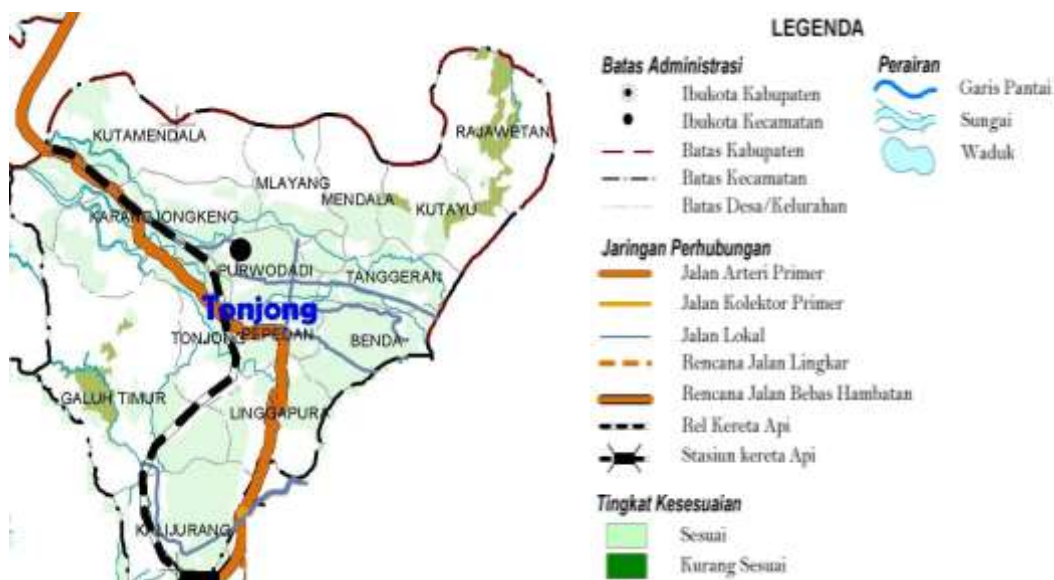 KUTAMENDALA
RAJAWETAN
MLAYANG
MENDALA
KUTAYU
KARANGJONGKENG
PURWODADI
TANGGERAN
Tonjong
TONJONG
PEPEDAN
BENDA
GALUH TIMUR
LINGGAPURA
KALIJURANG
LEGENDA
Batas Administrasi
Ibukota Kabupaten
Ibukota Kecamatan
Batas Kabupaten
Batas Kecamatan
Batas Desa/Kelurahan
Perairan
Garis Pantai
Sungai
Waduk
Jaringan Perhubungan
Jalan Arteri Primer
Jalan Kolektor Primer
Jalan Lokal
Rencana Jalan Lingkar
Rencana Jalan Bebas Hambatan
Rel Kereta Api
Stasiun kereta Api
Tingkat Kesesuaian
Sesuai
Kurang Sesuai